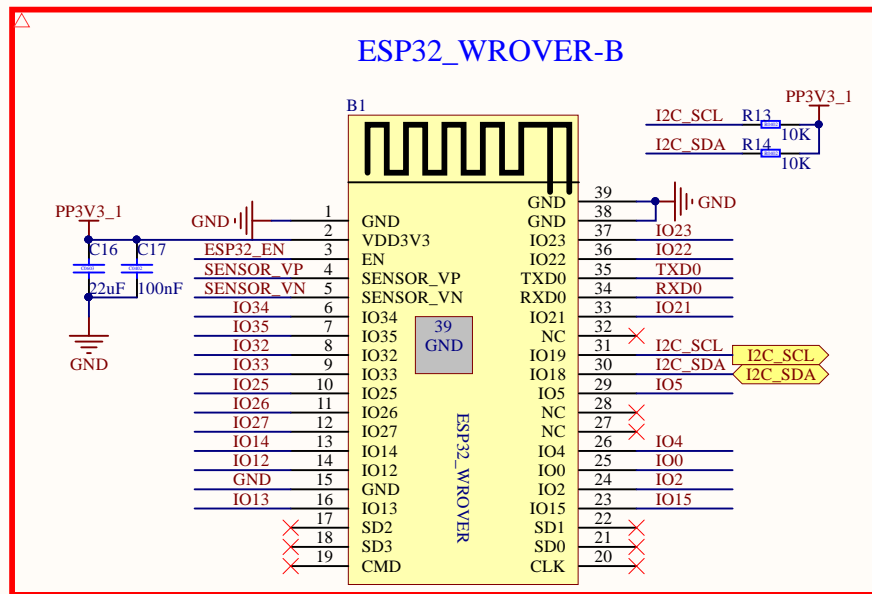 ESP32_WROVER-B
B1
PP3V3_1
I2C_SCL R13
10K
I2C_SDA R14
10K
PP3V3_1
C16 C17
22uF 100nF
GND
GND
ESP32_EN
SENSOR_VP
SENSOR_VN
IO34
IO35
IO32
IO33
IO25
IO26
IO27
IO14
IO12
GND
IO13
1 GND
2 VDD3V3
3 EN
4 SENSOR_VP
5 SENSOR_VN
6 IO34
7 IO35
8 IO32
9 IO33
10 IO25
11 IO26
12 IO27
13 IO14
14 IO12
15 GND
16 IO13
17 SD2
18 SD3
19 CMD
39
GND
ESP32_WROVER
GND 39
GND 38
GND
IO23 37 IO23
IO22 36 IO22
TXD0 35 TXD0
RXD0 34 RXD0
IO21 33 IO21
NC 32
IO19 31 I2C_SCL I2C_SCL
IO18 30 I2C_SDA I2C_SDA
IO5 29 IO5
NC 28
NC 27
IO4 26 IO4
IO0 25 IO0
IO2 24 IO2
IO15 23 IO15
SD1 22
SD0 21
CLK 20